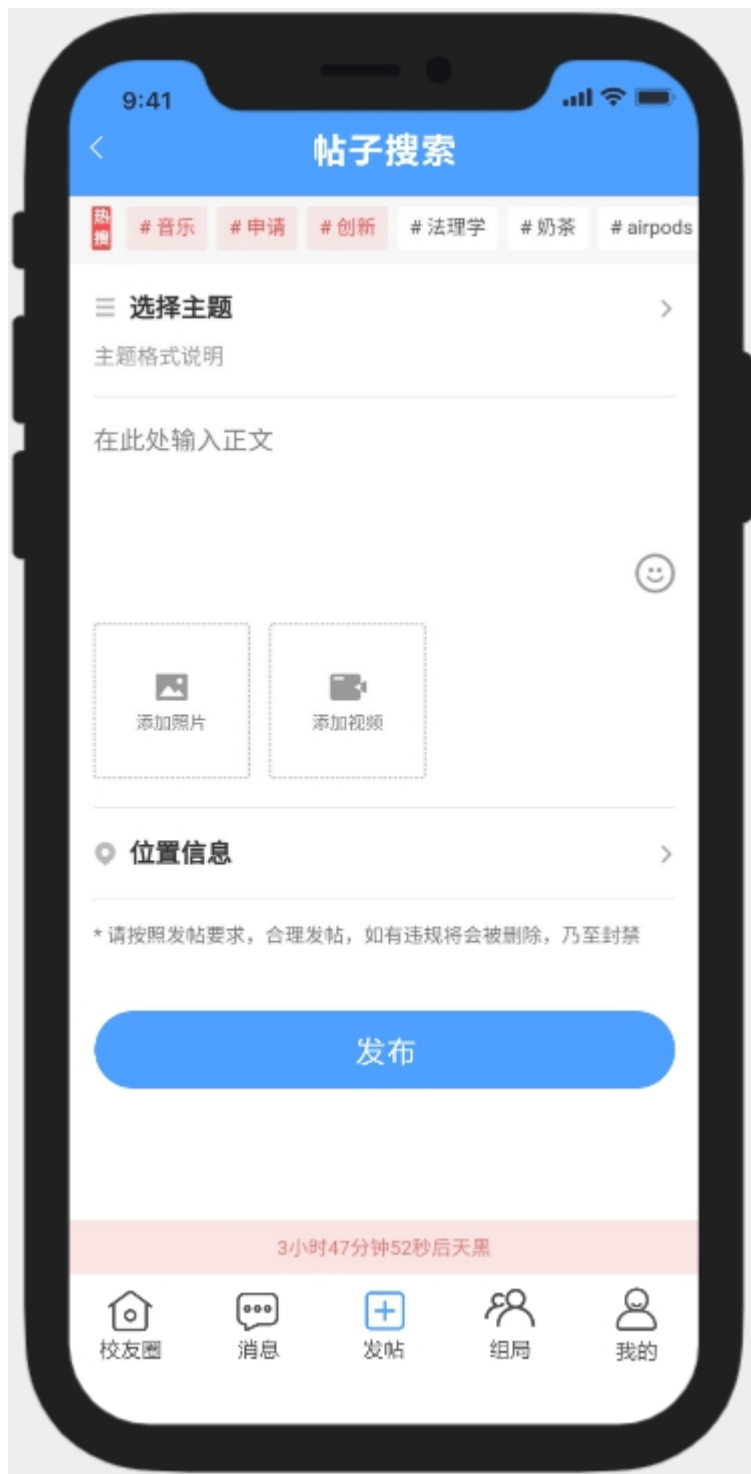 9:41
帖子搜索
热搜 # 音乐 # 申请 # 创新 # 法理学 # 奶茶 # airpods
选择主题
主题格式说明
在此处输入正文
添加照片 添加视频
位置信息
* 请按照发帖要求，合理发帖，如有违规将会被删除，乃至封禁
发布
3小时47分钟52秒后天黑
校友圈 消息 发帖 组局 我的